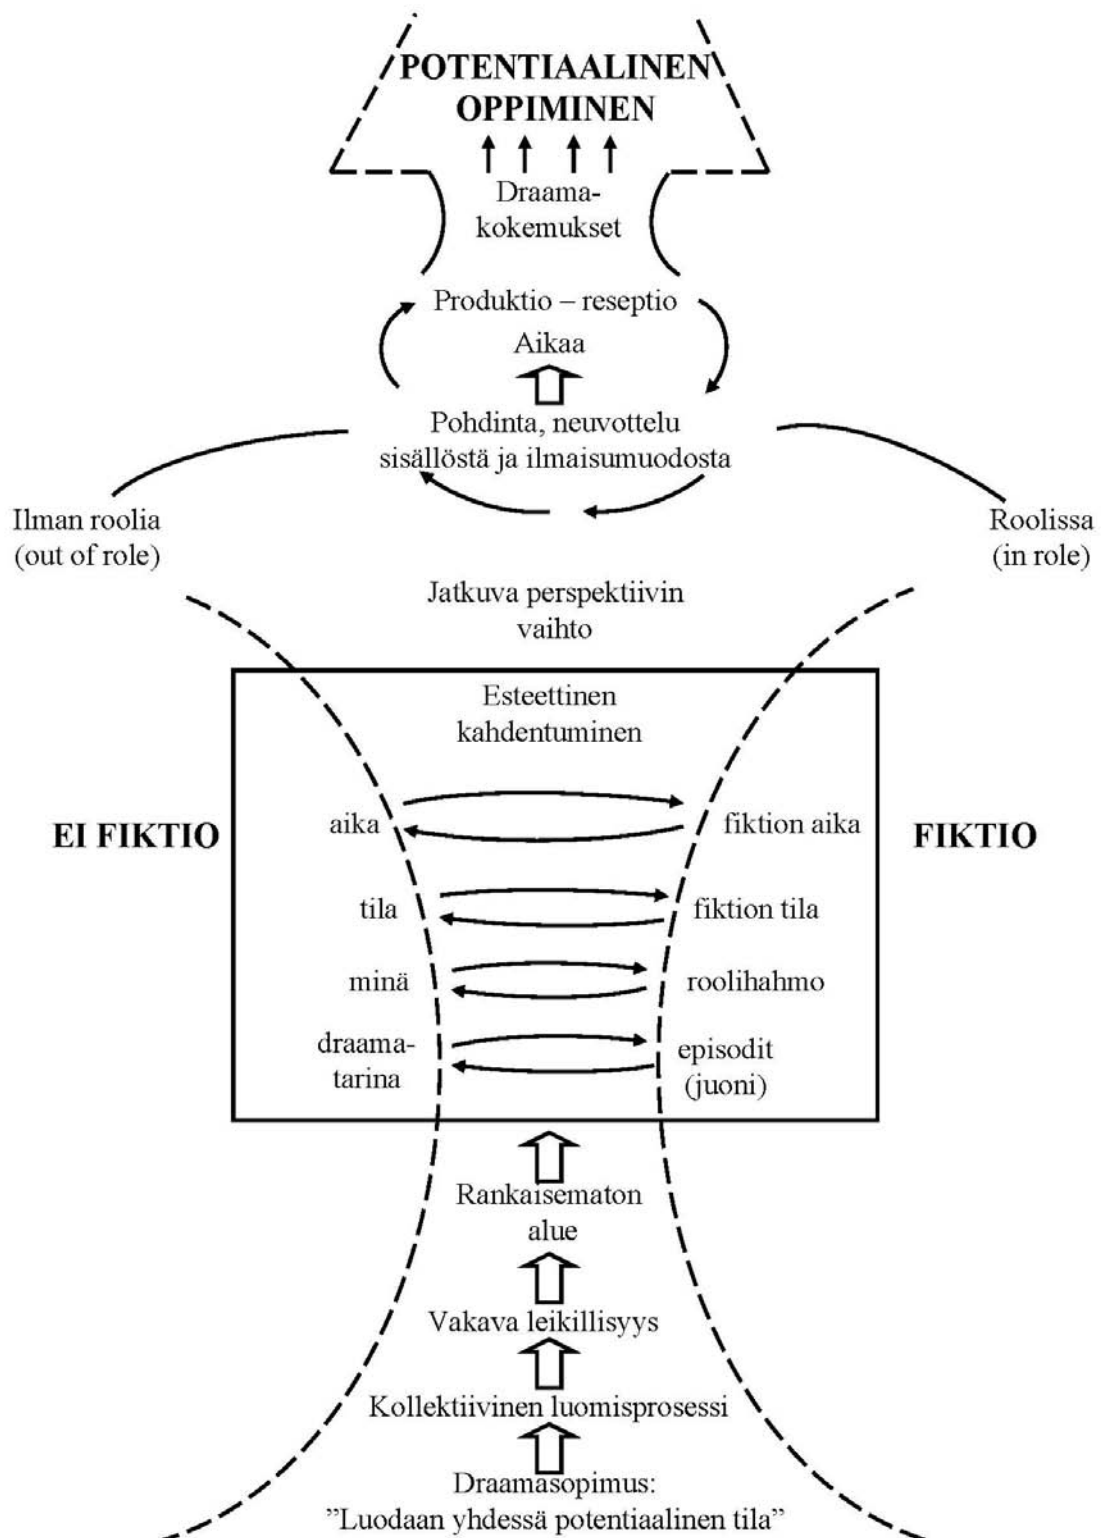 POTENTIAALINEN
OPPIMINEN
Draama-
kokemukset
Produktio – reseptio
Aikaa
Pohdinta, neuvottelu
sisällöstä ja ilmaisumuodosta
Ilman roolia
(out of role)
Roolissa
(in role)
Jatkuva perspektiivin
vaihto
Esteettinen
kahdentuminen
EI FIKTIO
aika
fiktion aika
FIKTIO
tila
fiktion tila
minä
roolihahmo
draama-
tarina
episodit
(juoni)
Rankaisematon
alue
Vakava leikillisyys
Kollektiivinen luomisprosessi
Draamasopimus:
”Luodaan yhdessä potentiaalinen tila”